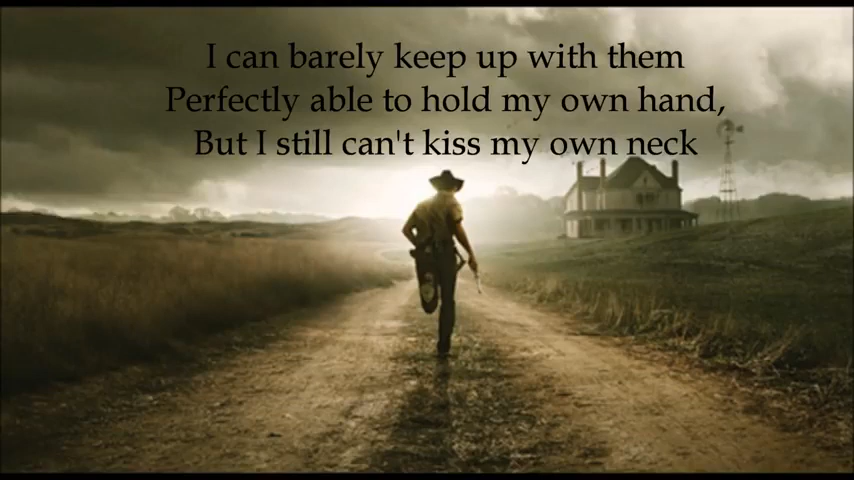 I can barely keep up with them
Perfectly able to hold my own hand,
But I still can't kiss my own neck